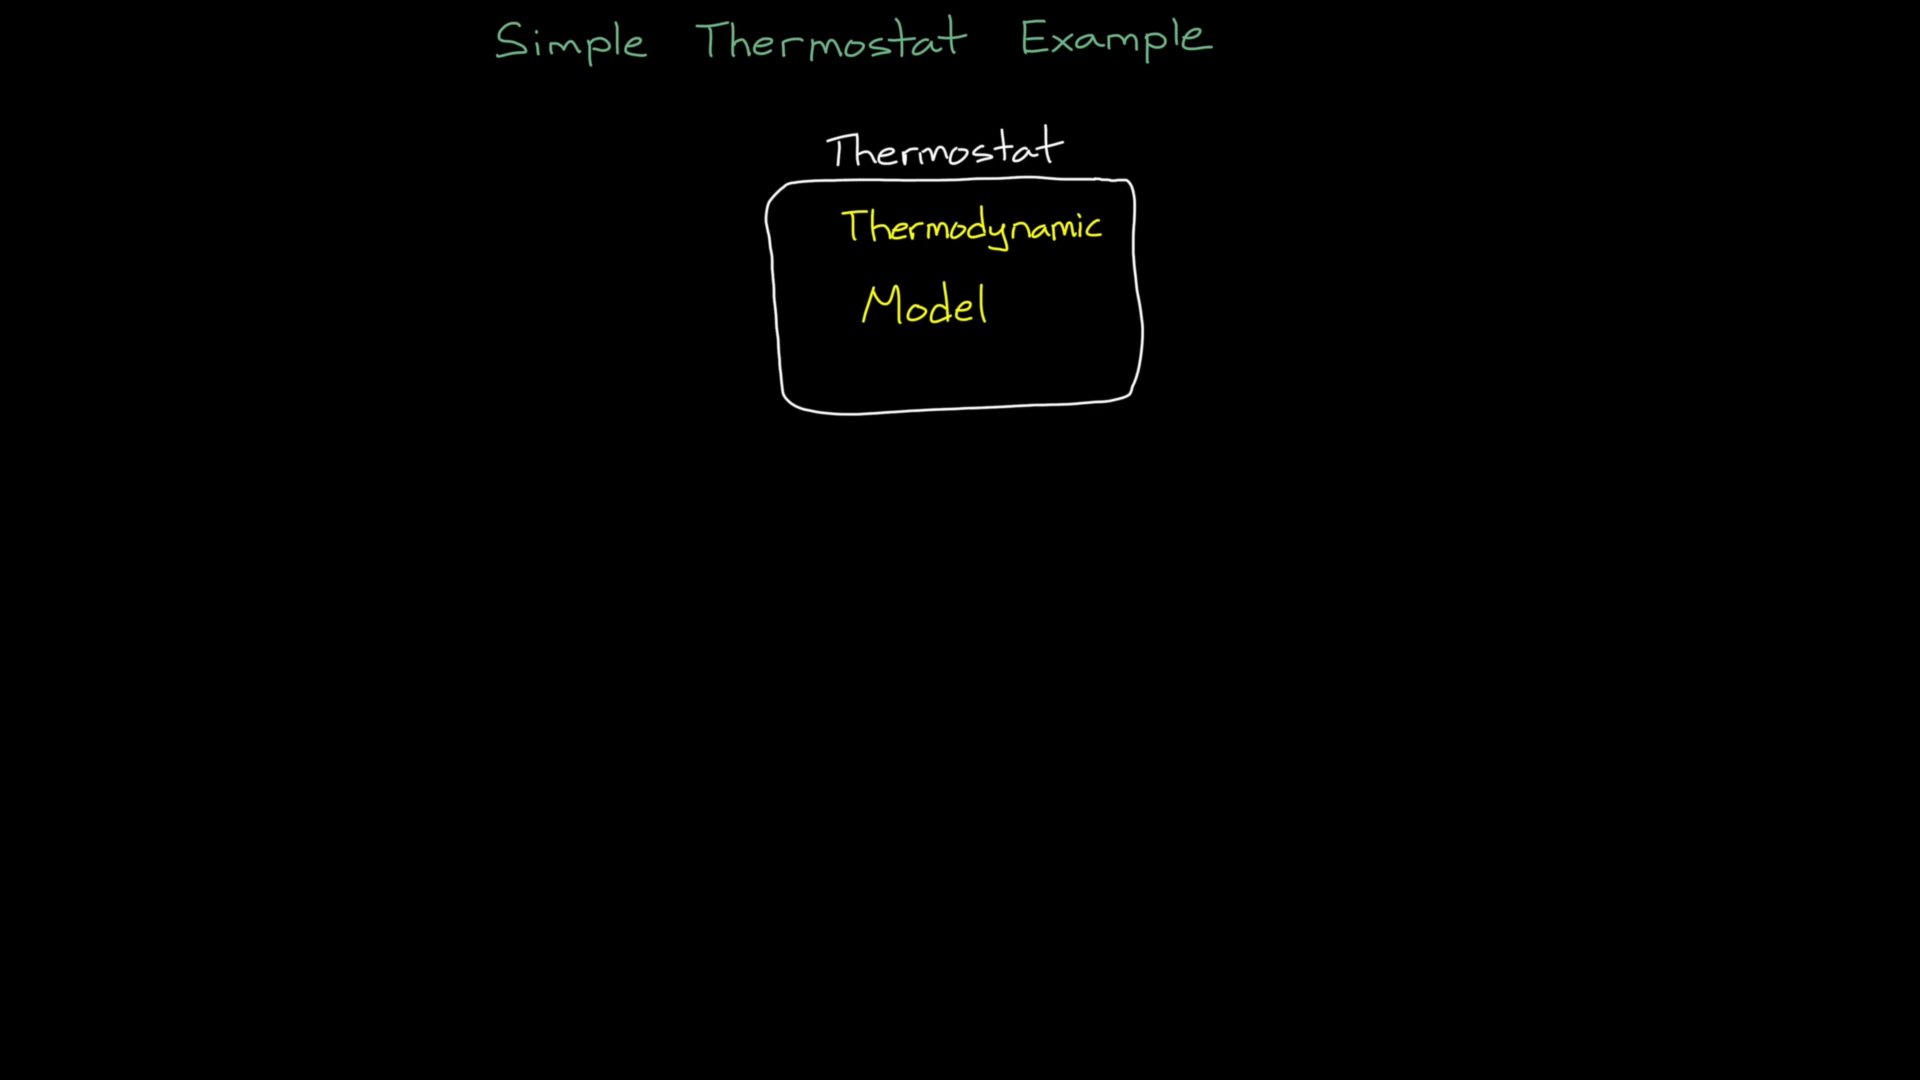 Simple Thermostat Example
Thermostat
Thermodynamic
Model